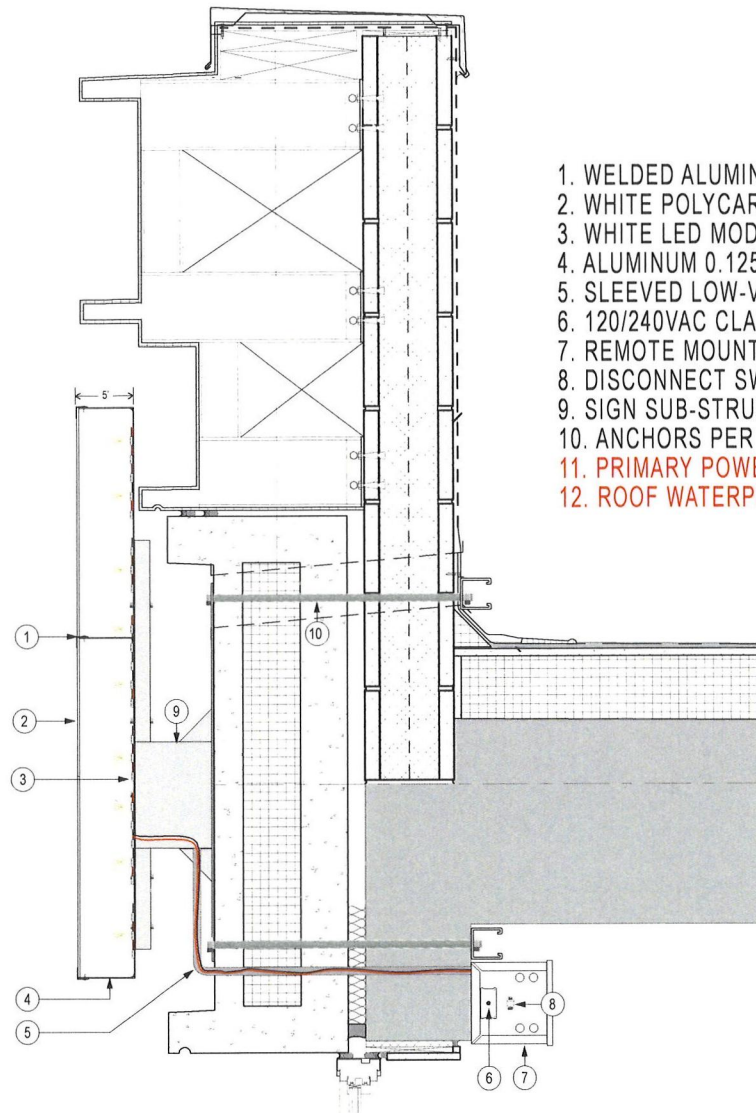 1. WELDED ALUMIN
2. WHITE POLYCAR
3. WHITE LED MOD
4. ALUMINUM 0.125
5. SLEEVED LOW-V
6. 120/240VAC CLA
7. REMOTE MOUNT
8. DISCONNECT SW
9. SIGN SUB-STRU
10. ANCHORS PER
11. PRIMARY POWE
12. ROOF WATERP
5'
10
1
9
2
3
4
5
6
8
7